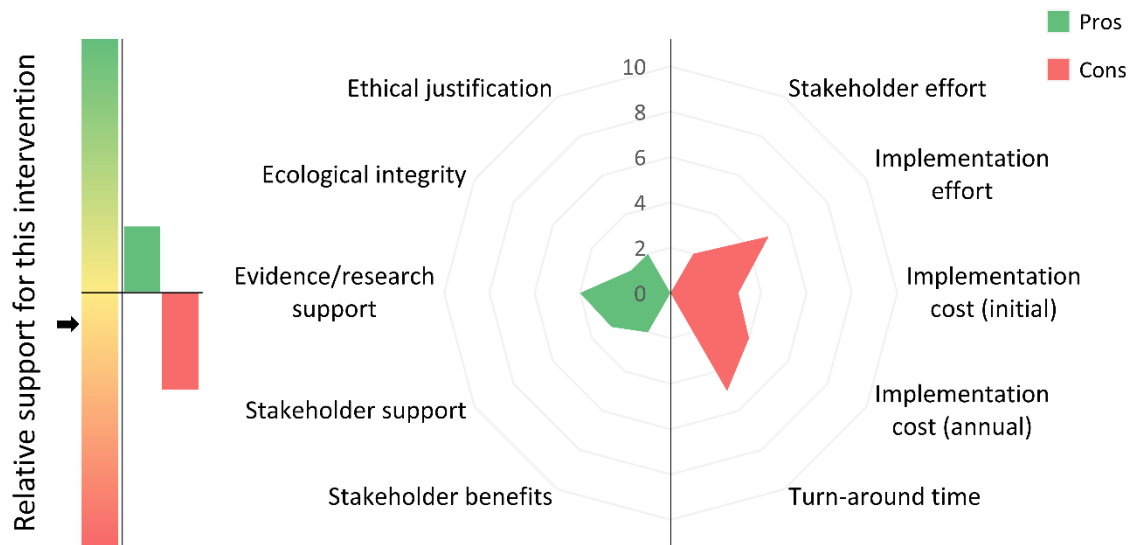 Relative support for this intervention
Pros
Cons
10
8
6
4
2
0
Ethical justification
Ecological integrity
Evidence/research
support
Stakeholder support
Stakeholder benefits
Stakeholder effort
Implementation
effort
Implementation
cost (initial)
Implementation
cost (annual)
Turn-around time